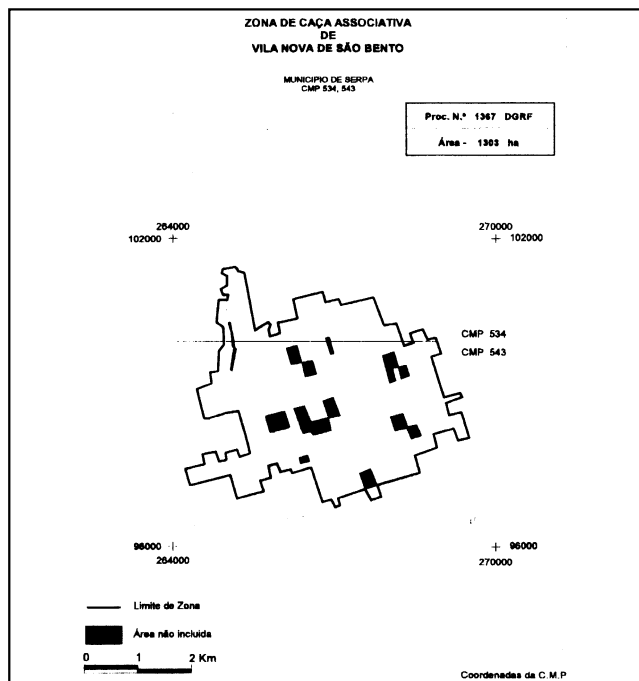 ZONA DE CAÇA ASSOCIATIVA
DE
VILA NOVA DE SÃO BENTO
MUNICIPIO DE SERPA
CMP 534, 543
Proc. N.º 1367 DGRF
Área - 1303 ha
264000
102000
270000
102000
CMP 534
CMP 543
96000
264000
96000
270000
Limite de Zona
Área não incluida
0 1 2 Km
Coordenadas da C.M.P